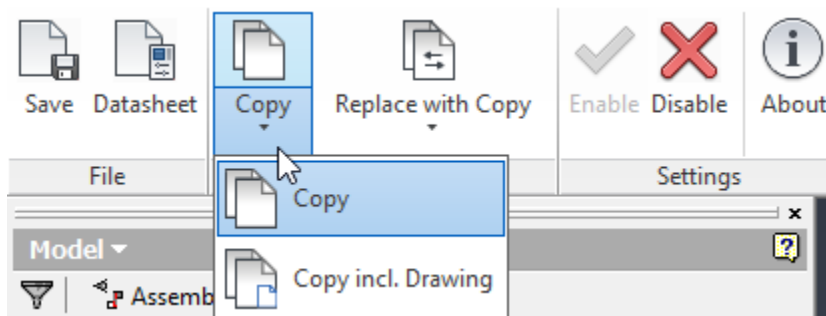 Save Datasheet Copy Replace with Copy Enable Disable About
File Settings
Copy
Model
Copy incl. Drawing